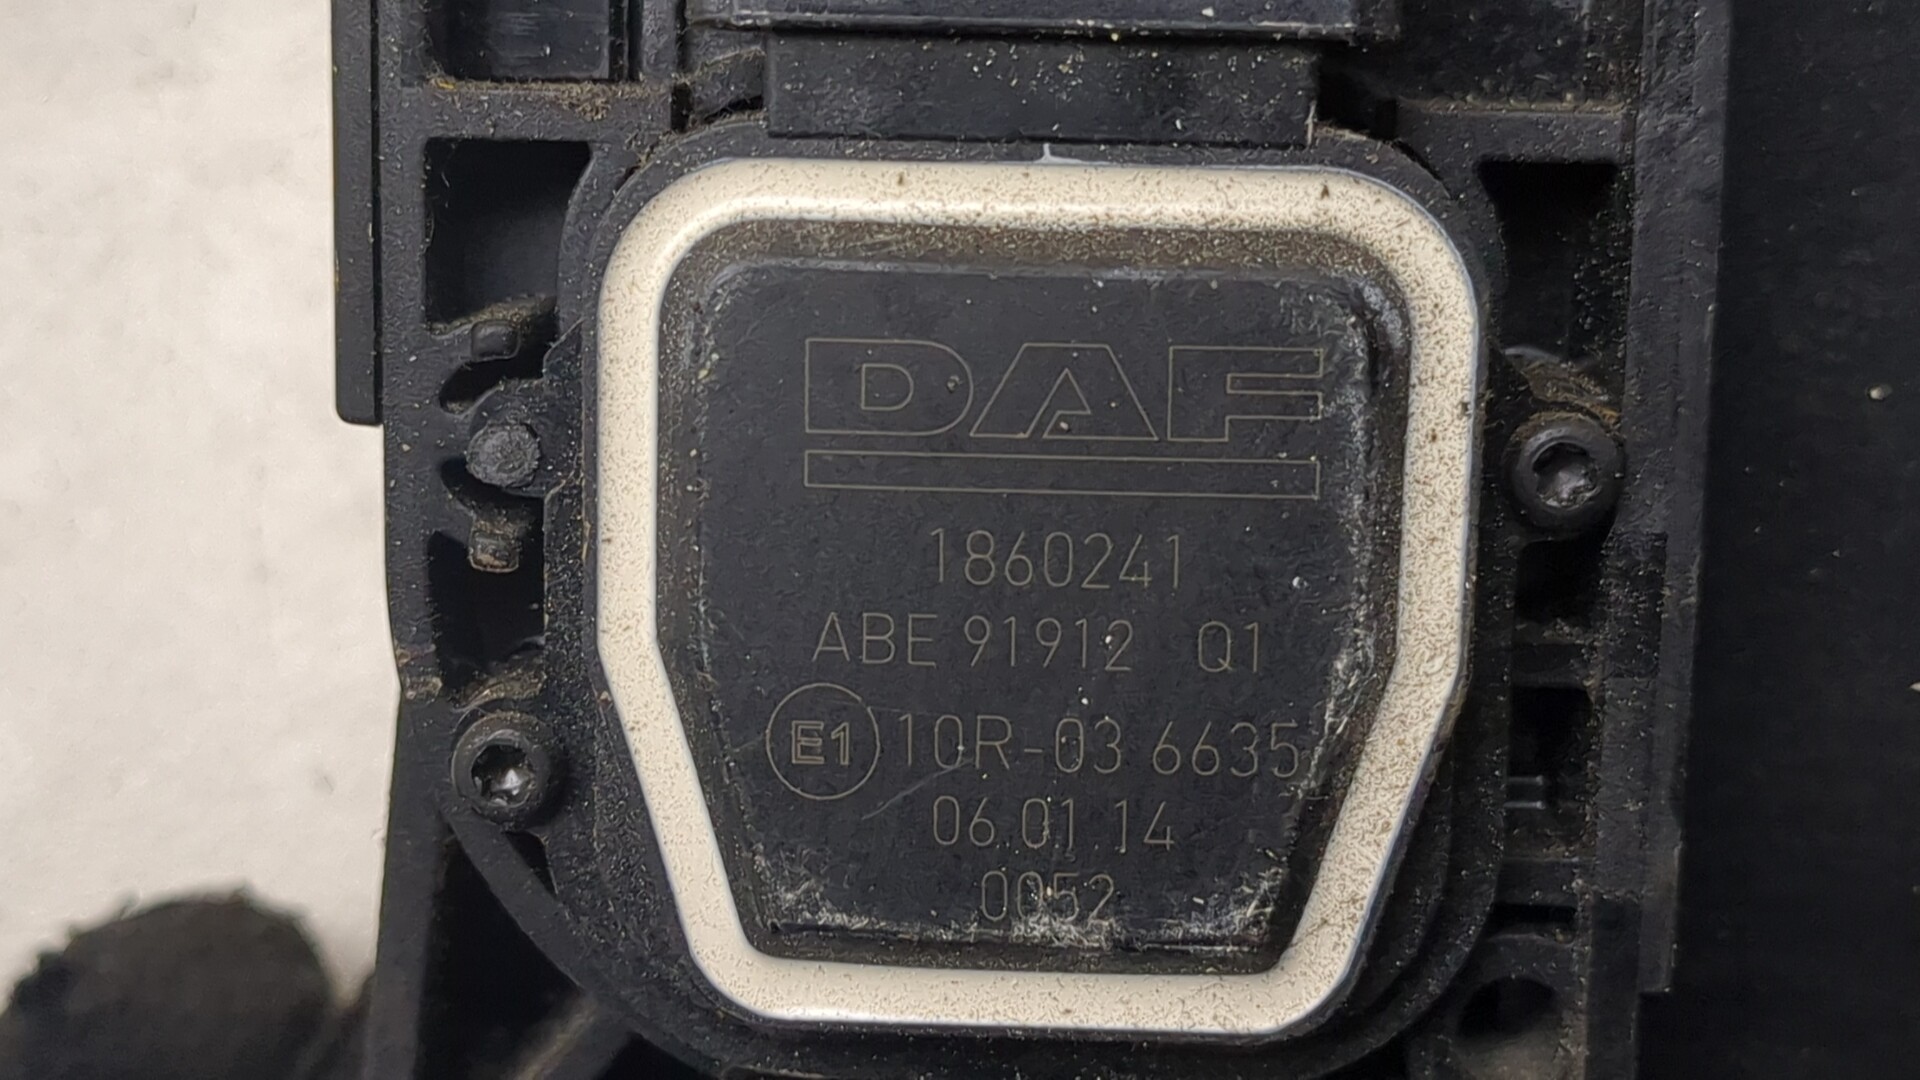 DAF
1860241
ABE 91912 Q1
E1 10R-03 6635
06.01.14
0052